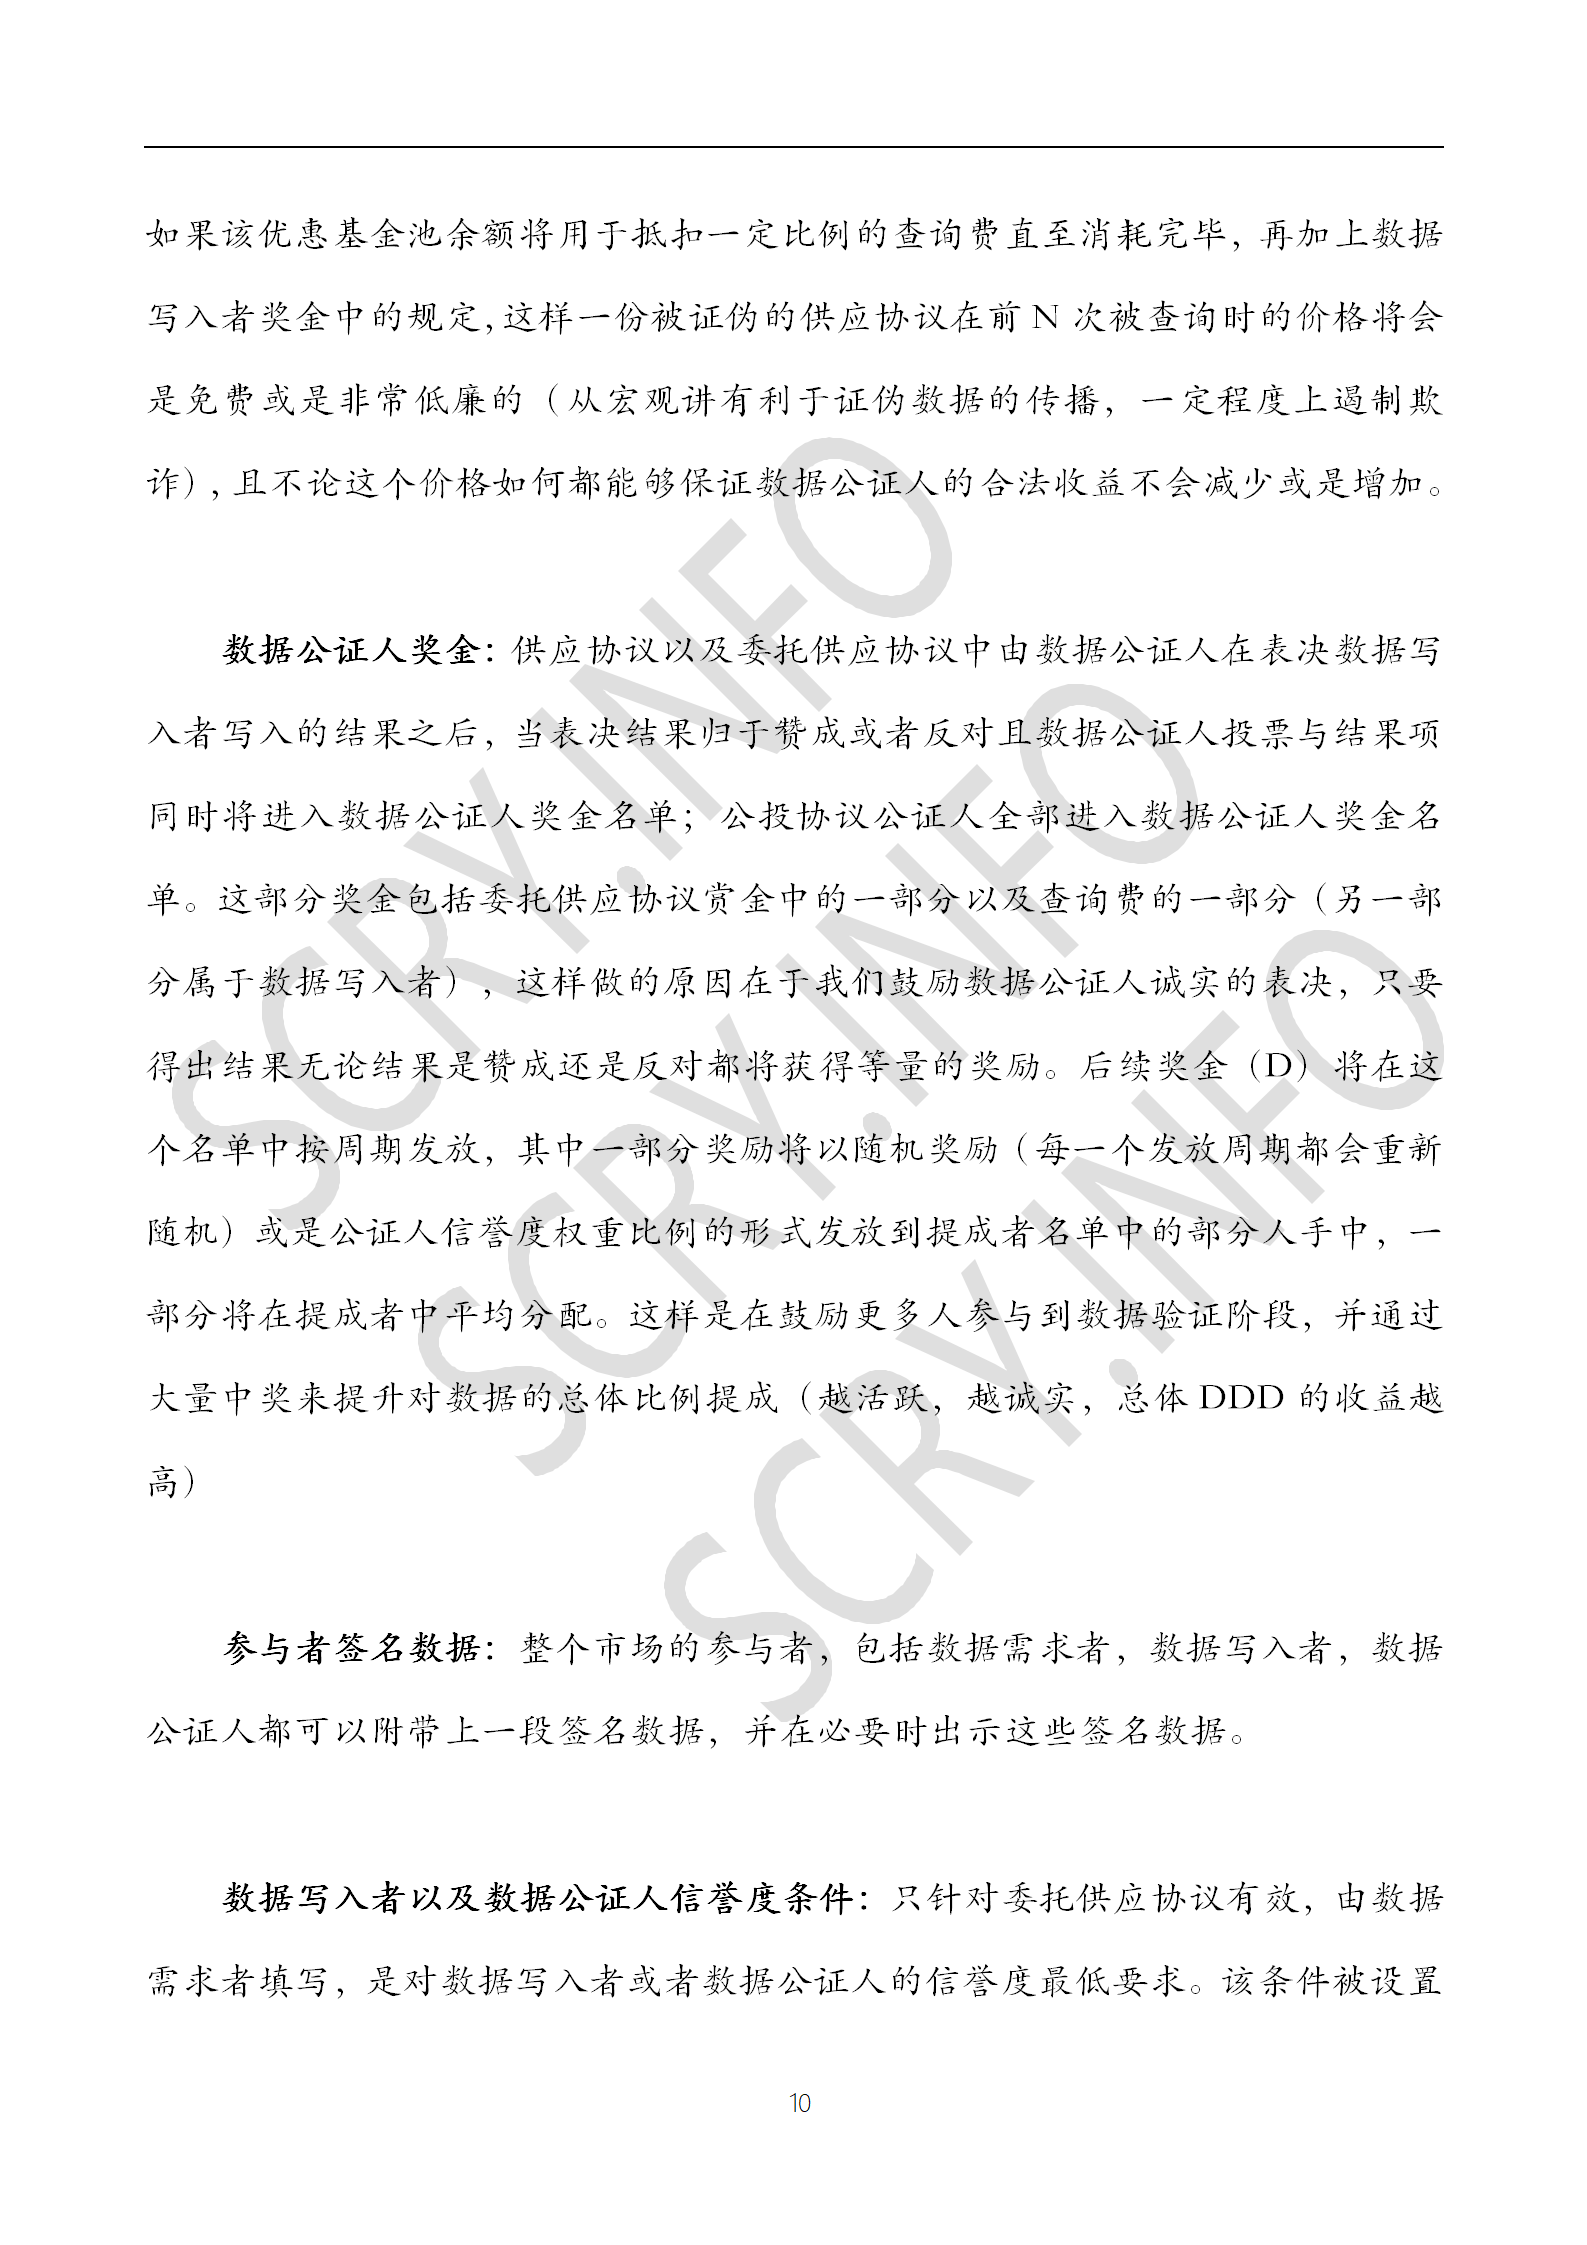 如果该优惠基金池余额将用于抵扣一定比例的查询费直至消耗完毕，再加上数据
写入者奖金中的规定,这样一份被证伪的供应协议在前 N 次被查询时的价格将会
是免费或是非常低廉的（从宏观讲有利于证伪数据的传播，一定程度上遏制欺
诈）,且不论这个价格如何都能够保证数据公证人的合法收益不会减少或是增加。
数据公证人奖金：供应协议以及委托供应协议中由数据公证人在表决数据写
入者写入的结果之后，当表决结果归于赞成或者反对且数据公证人投票与结果项
同时将进入数据公证人奖金名单；公投协议公证人全部进入数据公证人奖金名
单。这部分奖金包括委托供应协议赏金中的一部分以及查询费的一部分（另一部
分属于数据写入者），这样做的原因在于我们鼓励数据公证人诚实的表决，只要
得出结果无论结果是赞成还是反对都将获得等量的奖励。后续奖金（D）将在这
个名单中按周期发放，其中一部分奖励将以随机奖励（每一个发放周期都会重新
随机）或是公证人信誉度权重比例的形式发放到提成者名单中的部分人手中，一
部分将在提成者中平均分配。这样是在鼓励更多人参与到数据验证阶段，并通过
大量中奖来提升对数据的总体比例提成（越活跃，越诚实，总体 DDD 的收益越
高）
参与者签名数据：整个市场的参与者，包括数据需求者，数据写入者，数据
公证人都可以附带上一段签名数据，并在必要时出示这些签名数据。
数据写入者以及数据公证人信誉度条件：只针对委托供应协议有效，由数据
需求者填写，是对数据写入者或者数据公证人的信誉度最低要求。该条件被设置
10
SCRY.INFO
SCRY.INFO
SCRY.INFO